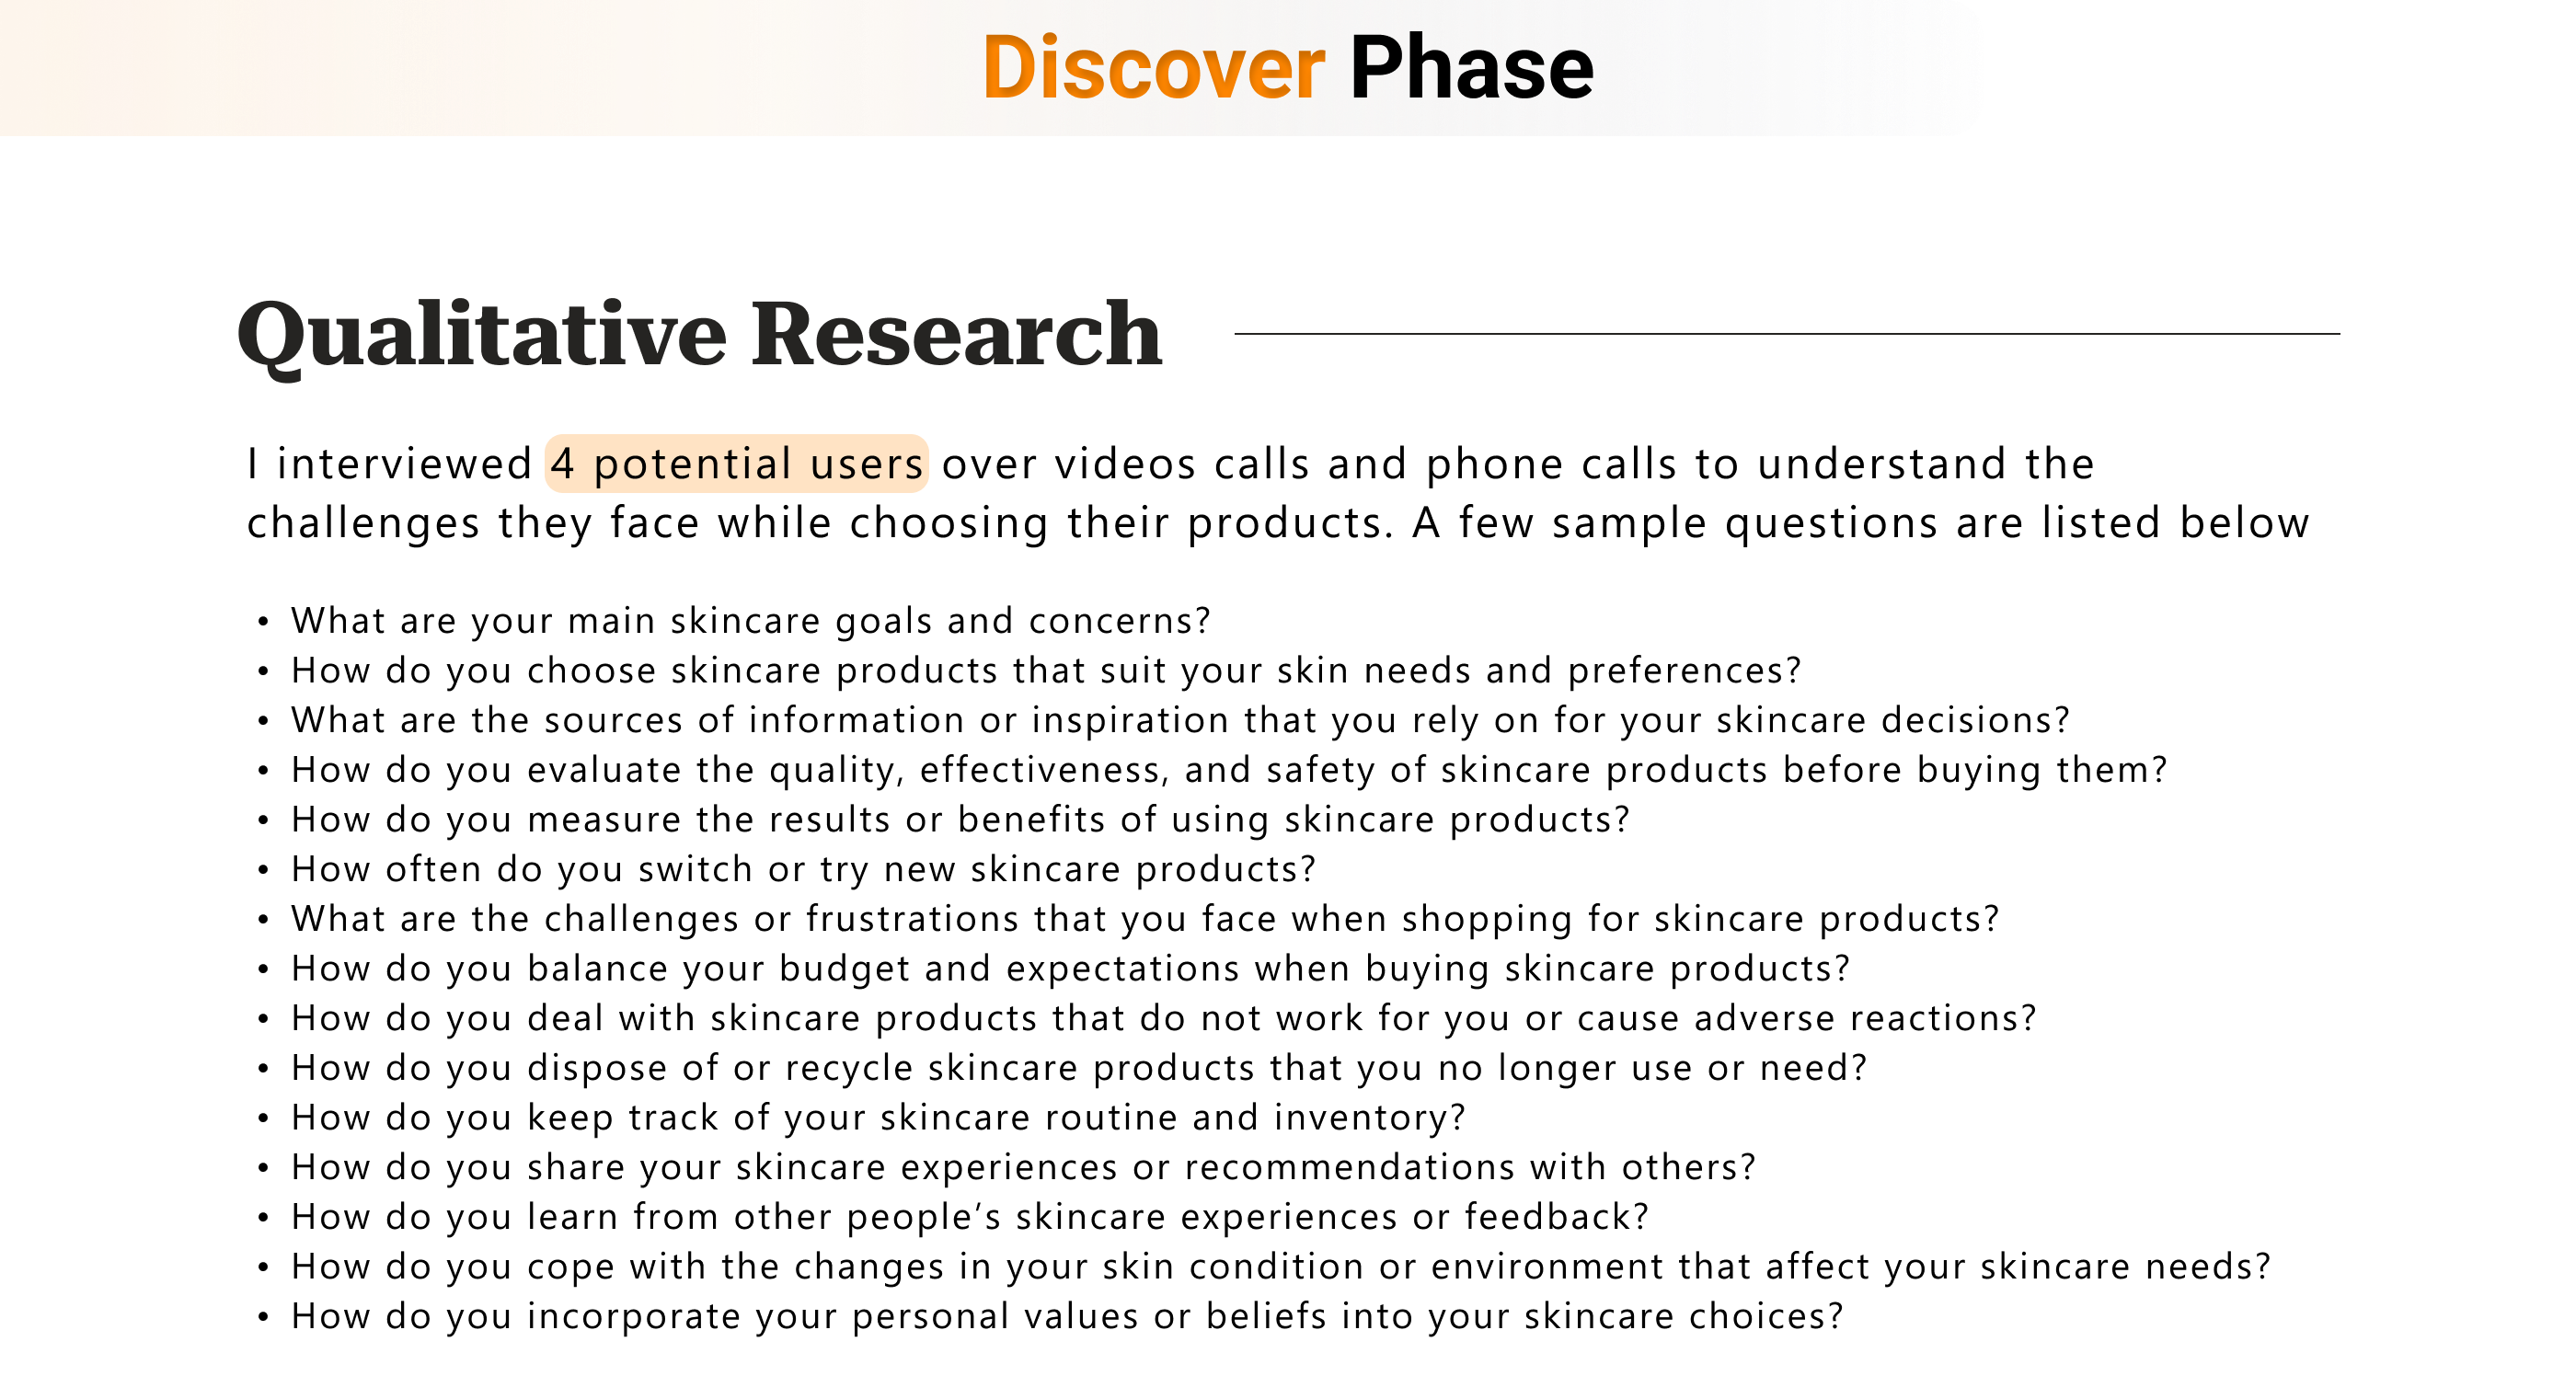 Discover Phase
Qualitative Research
I interviewed 4 potential users over videos calls and phone calls to understand the
challenges they face while choosing their products. A few sample questions are listed below
• What are your main skincare goals and concerns?
• How do you choose skincare products that suit your skin needs and preferences?
• What are the sources of information or inspiration that you rely on for your skincare decisions?
• How do you evaluate the quality, effectiveness, and safety of skincare products before buying them?
• How do you measure the results or benefits of using skincare products?
• How often do you switch or try new skincare products?
• What are the challenges or frustrations that you face when shopping for skincare products?
• How do you balance your budget and expectations when buying skincare products?
• How do you deal with skincare products that do not work for you or cause adverse reactions?
• How do you dispose of or recycle skincare products that you no longer use or need?
• How do you keep track of your skincare routine and inventory?
• How do you share your skincare experiences or recommendations with others?
• How do you learn from other people’s skincare experiences or feedback?
• How do you cope with the changes in your skin condition or environment that affect your skincare needs?
• How do you incorporate your personal values or beliefs into your skincare choices?